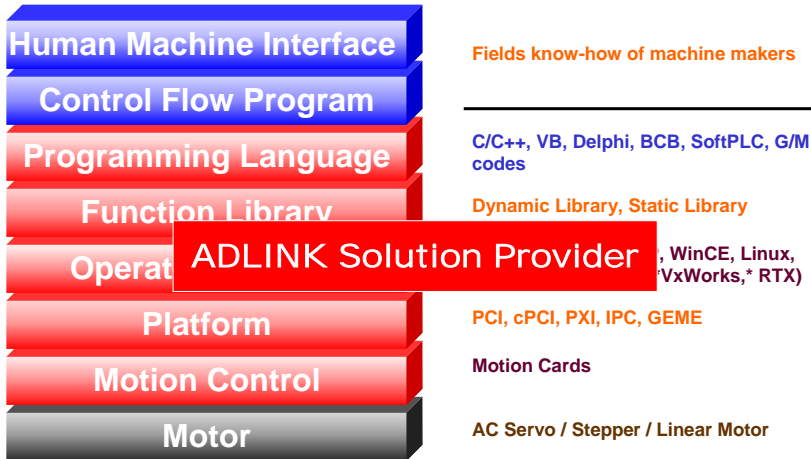 Human Machine Interface
Fields know-how of machine makers
Control Flow Program
Programming Language
C/C++, VB, Delphi, BCB, SoftPLC, G/M
codes
Function Library
Dynamic Library, Static Library
ADLINK Solution Provider
, WinCE, Linux,
*VxWorks,* RTX)
Platform
PCI, cPCI, PXI, IPC, GEME
Motion Control
Motion Cards
Motor
AC Servo / Stepper / Linear Motor